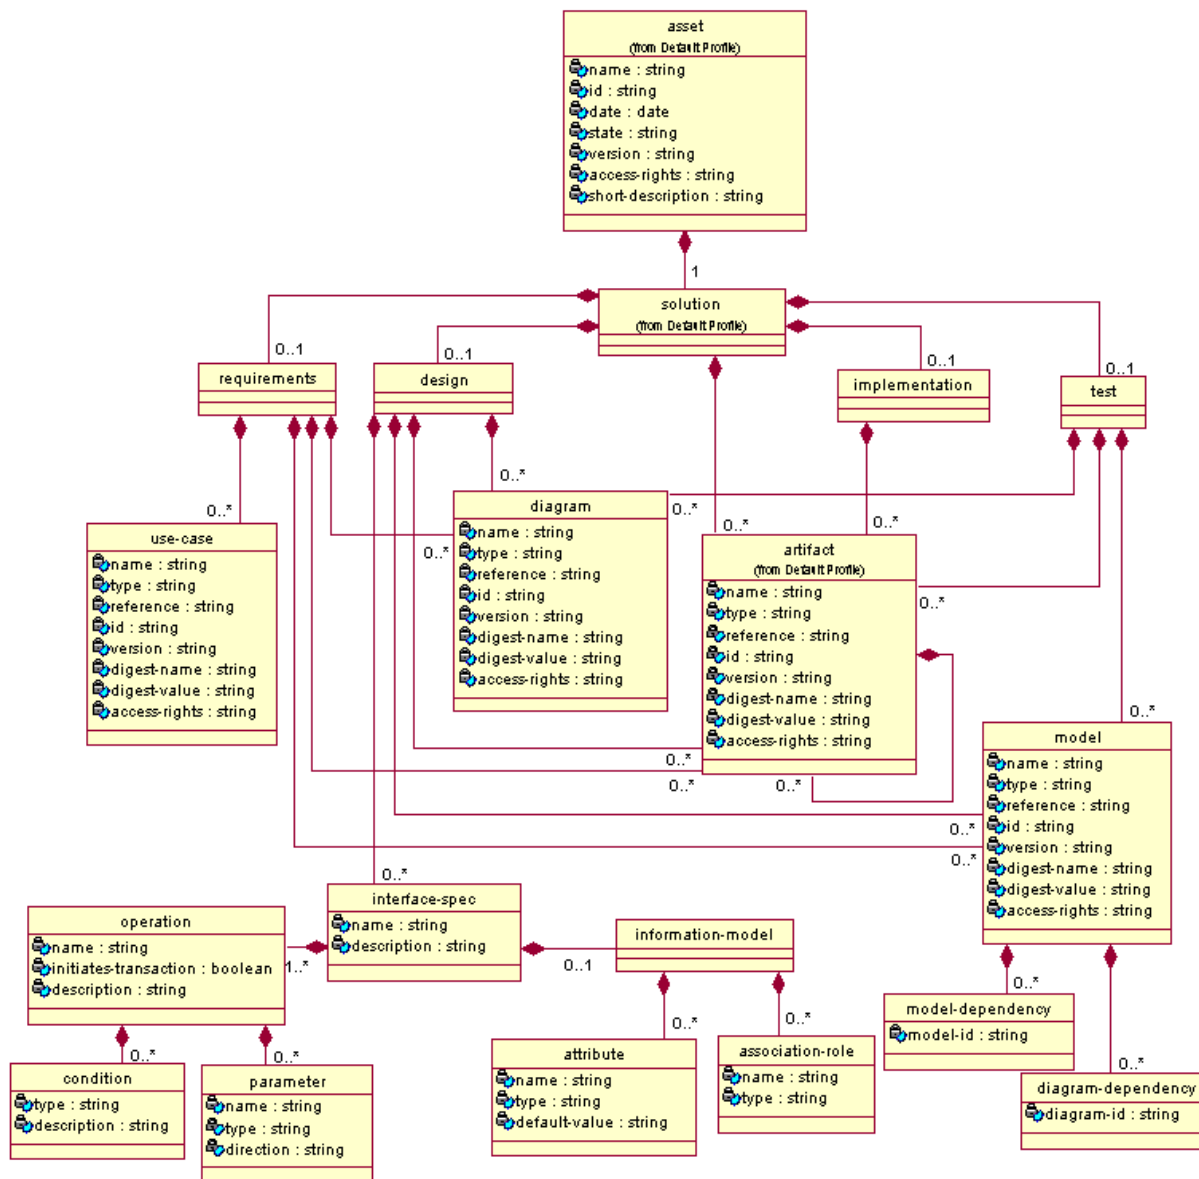 asset
(from Default Profile)
name : string
id : string
date : date
state : string
version : string
access-rights : string
short-description : string
1
solution
(from Default Profile)
0..1
requirements
0..1
design
0..1
implementation
0..1
test
0..*
use-case
name : string
type : string
reference : string
id : string
version : string
digest-name : string
digest-value : string
access-rights : string
0..*
0..*
0..*
diagram
name : string
type : string
reference : string
id : string
version : string
digest-name : string
digest-value : string
access-rights : string
0..*
0..*
0..*
artifact
(from Default Profile)
name : string
type : string
reference : string
id : string
version : string
digest-name : string
digest-value : string
access-rights : string
0..*
0..*
0..*
0..*
model
name : string
type : string
reference : string
id : string
version : string
digest-name : string
digest-value : string
access-rights : string
0..*
0..*
0..*
interface-spec
name : string
description : string
1..*
operation
name : string
initiates-transaction : boolean
description : string
0..1
information-model
0..*
condition
type : string
description : string
0..*
parameter
name : string
type : string
direction : string
0..*
attribute
name : string
type : string
default-value : string
0..*
association-role
name : string
type : string
0..*
model-dependency
model-id : string
0..*
diagram-dependency
diagram-id : string